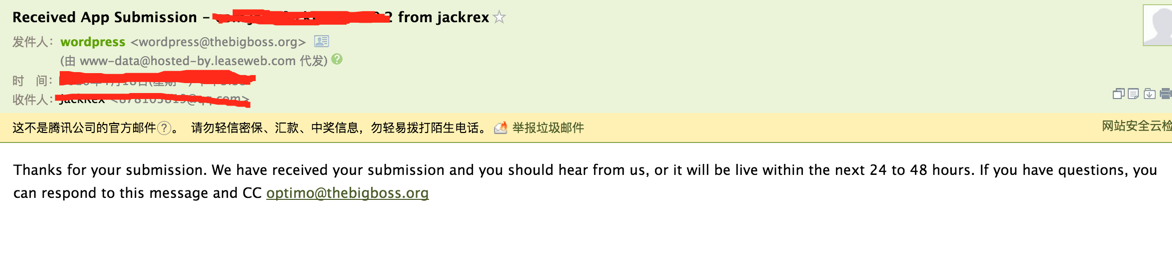 Received App Submission – 2 from jackrex
发件人: wordpress <wordpress@thebigboss.org>
(由 www-data@hosted-by.leaseweb.com 代发)
时 间:
收件人:
这不是腾讯公司的官方邮件。 请勿轻信密保、汇款、中奖信息，勿轻易拨打陌生电话。 举报垃圾邮件
网站安全云检
Thanks for your submission. We have received your submission and you should hear from us, or it will be live within the next 24 to 48 hours. If you have questions, you
can respond to this message and CC optimo@thebigboss.org